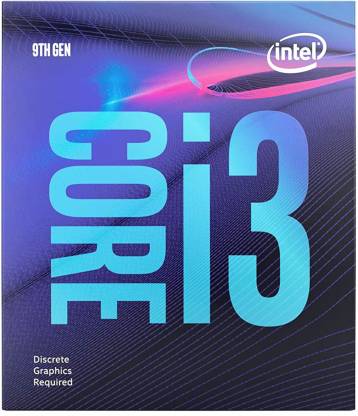 9TH GEN
intel
CORE
i3
Discrete
Graphics
Required